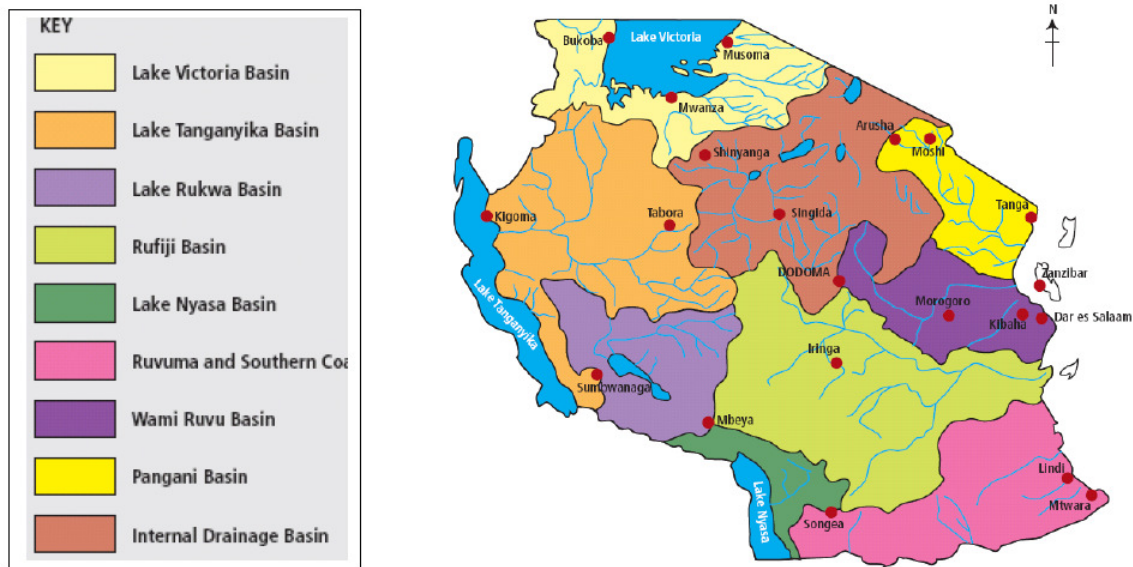 KEY
Lake Victoria Basin
Lake Tanganyika Basin
Lake Rukwa Basin
Rufiji Basin
Lake Nyasa Basin
Ruvuma and Southern Coa
Wami Ruvu Basin
Pangani Basin
Internal Drainage Basin
N
Bukoba
Lake Victoria
Musoma
Mwanza
Arusha
Moshi
Shinyanga
Kigoma
Tabora
Singida
Tanga
DODOMA
Zanzibar
Lake Tanganyika
Morogoro
Kibaha
Dar es Salaam
Iringa
Sumbwanaga
Mbeya
Lindi
Mtwara
Lake Nyasa
Songea